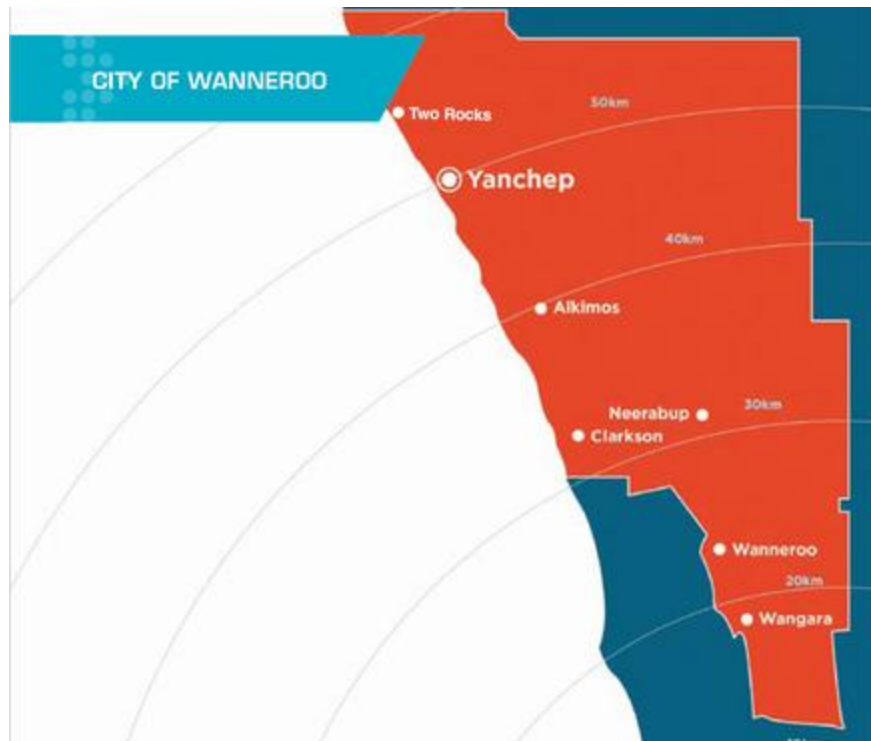 CITY OF WANNEROO
50km
Two Rocks
Yanchep
40km
Alkimos
30km
Neerabup
Clarkson
Wanneroo
20km
Wangara